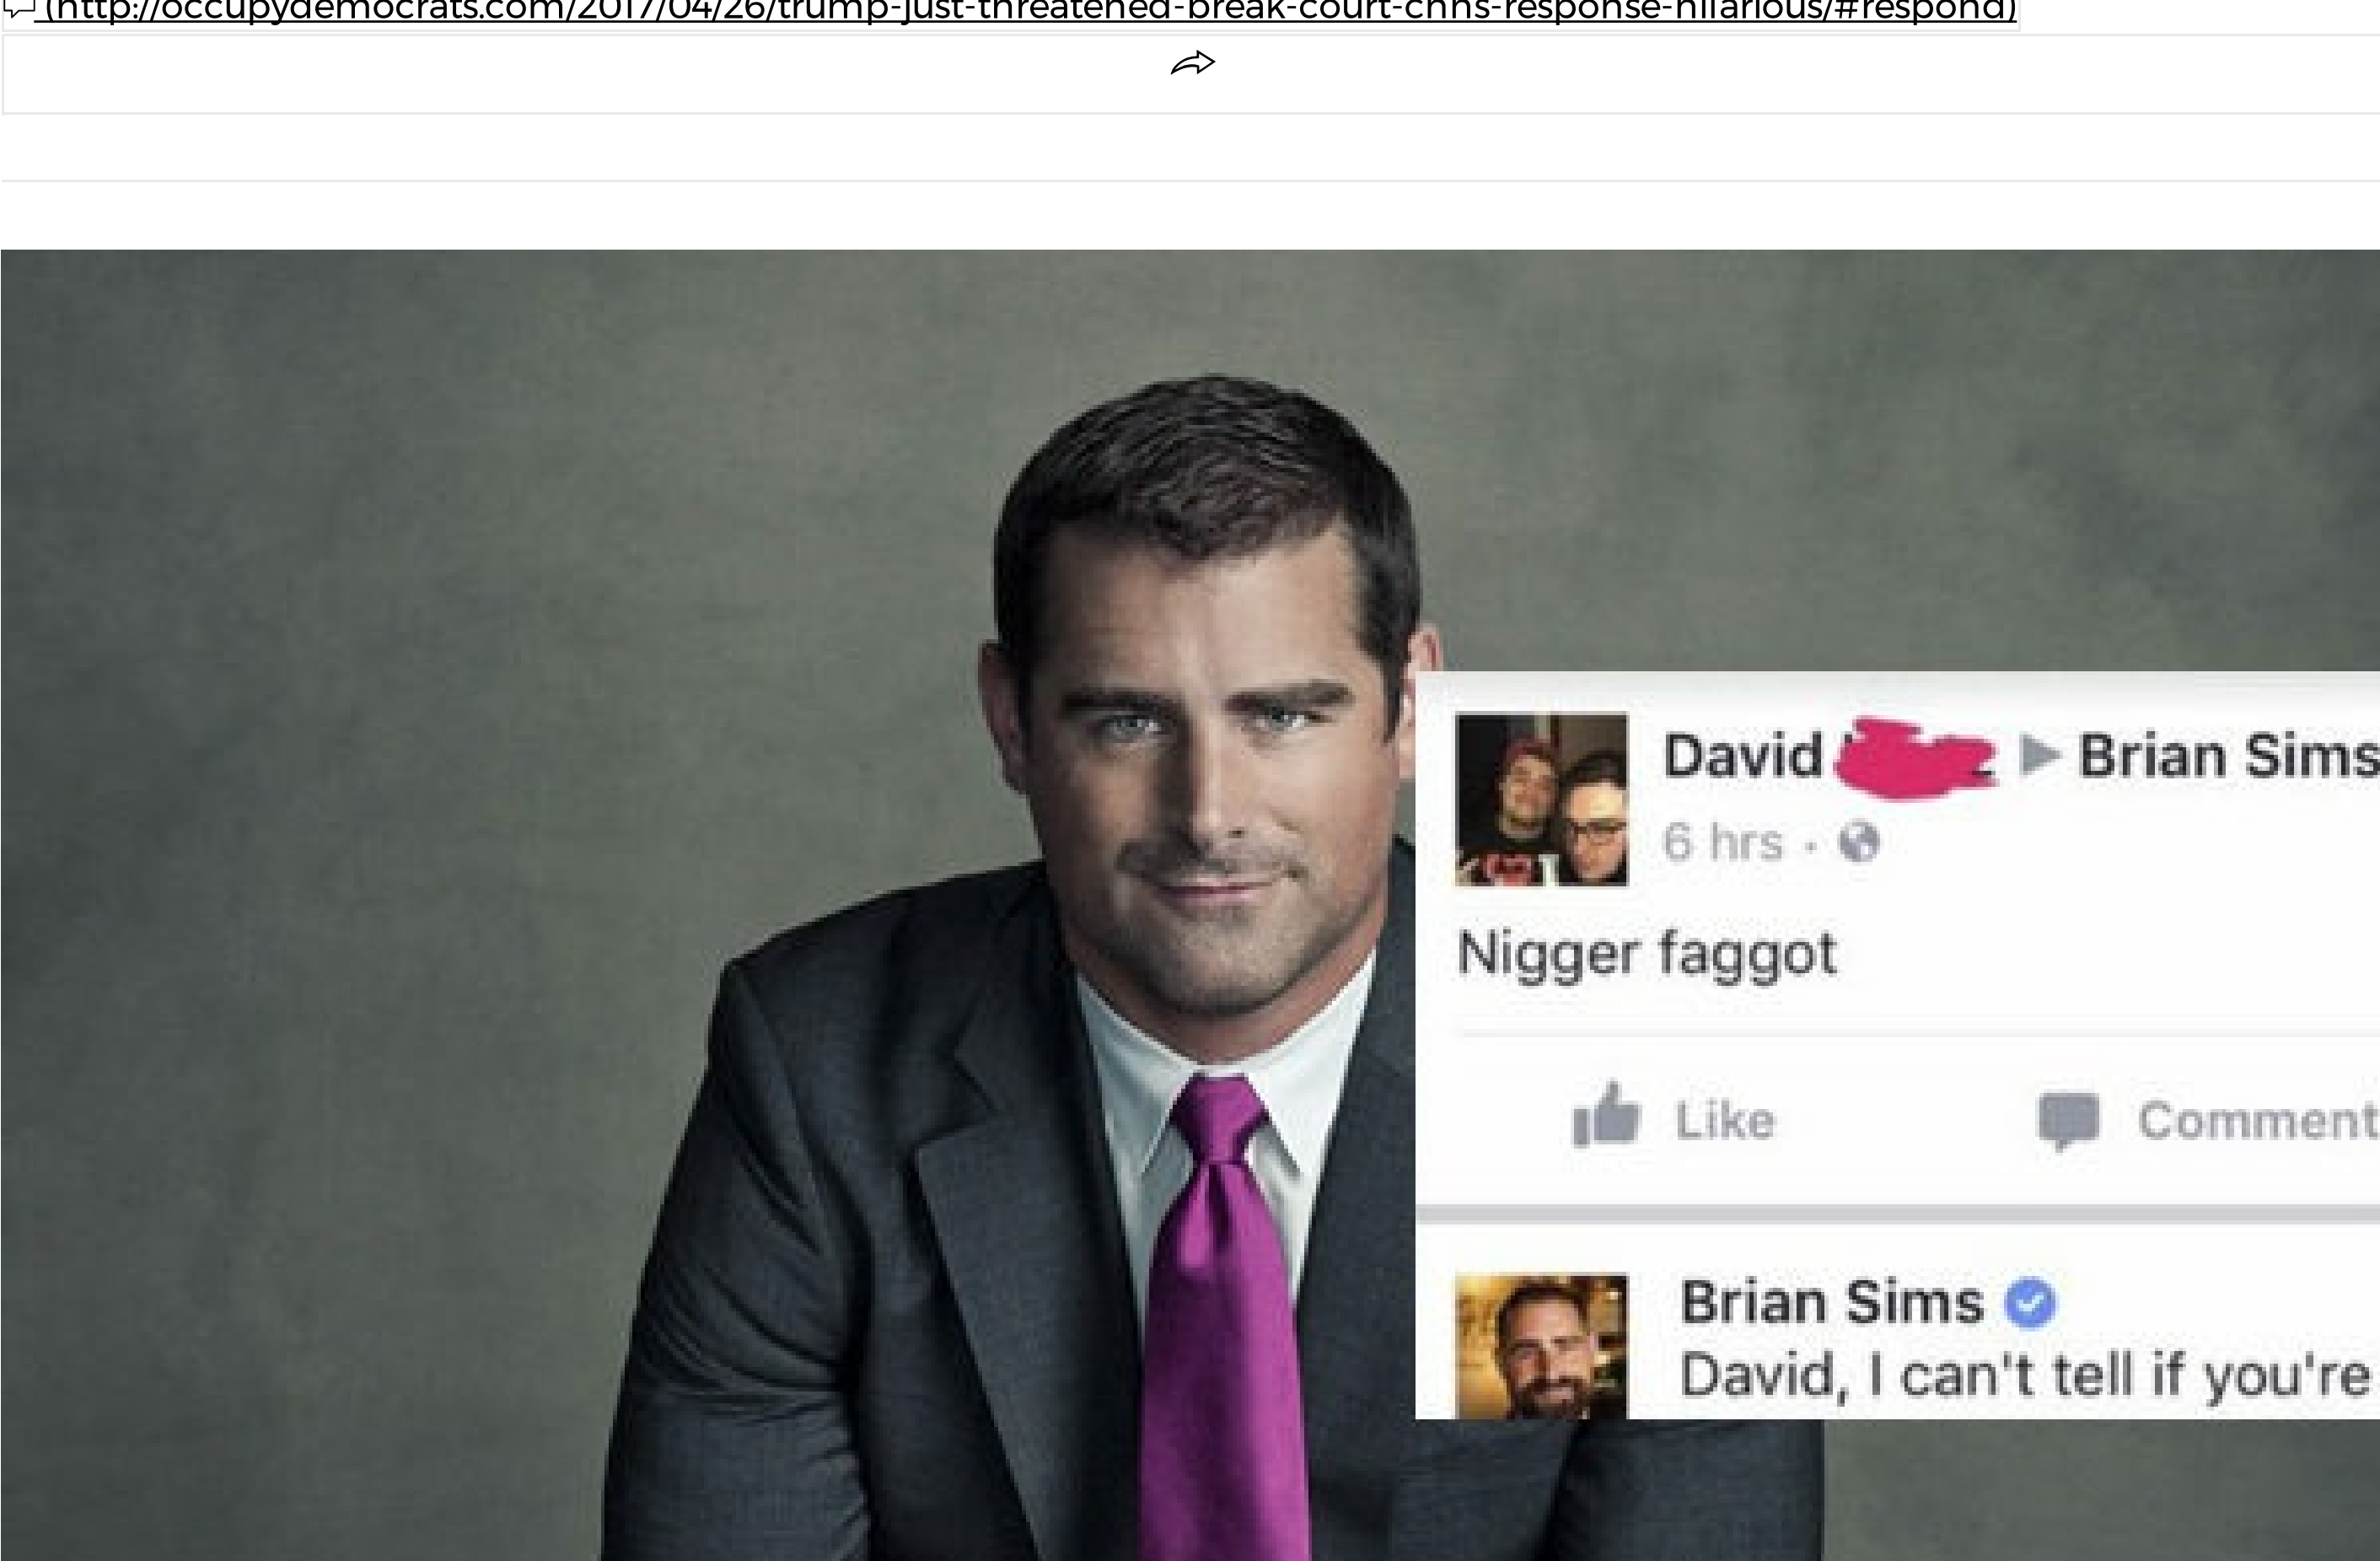 (http://occupydemocrats.com/2017/04/26/trump-just-threatened-break-court-cnns-response-hilarious/#respond)
David ▶ Brian Sims
6 hrs ·
Nigger faggot
Like Comment
Brian Sims
David, I can't tell if you're